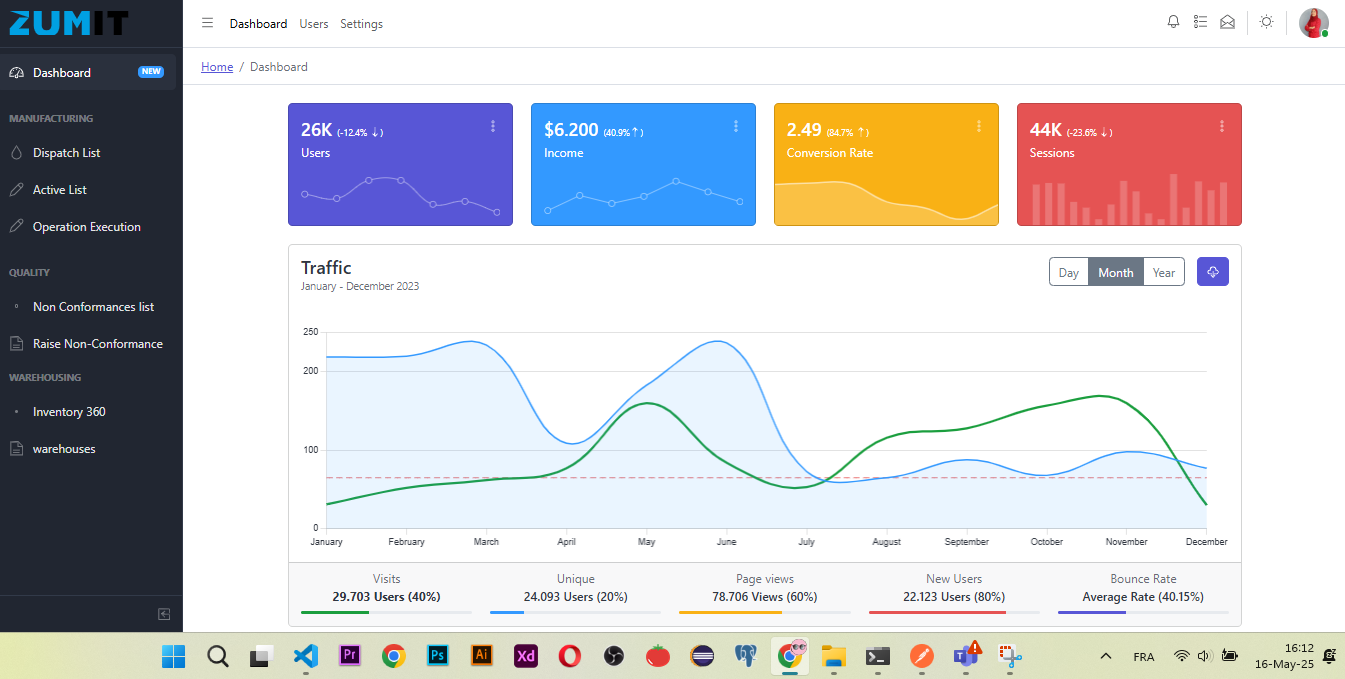 ZUMIT
Dashboard Users Settings
Dashboard NEW
Home / Dashboard
MANUFACTURING
Dispatch List
Active List
Operation Execution
QUALITY
Non Conformances list
Raise Non-Conformance
WAREHOUSING
Inventory 360
warehouses
26K (-12.4% ↓)
Users
$6.200 (40.9% ↑)
Income
2.49 (84.7% ↑)
Conversion Rate
44K (-23.6% ↓)
Sessions
Traffic
January - December 2023
Day Month Year
250
200
100
0
January February March April May June July August September October November December
Visits
29.703 Users (40%)
Unique
24.093 Users (20%)
Page views
78.706 Views (60%)
New Users
22.123 Users (80%)
Bounce Rate
Average Rate (40.15%)
Pr Ps Ai Xd T
FRA
16:12
16-May-25